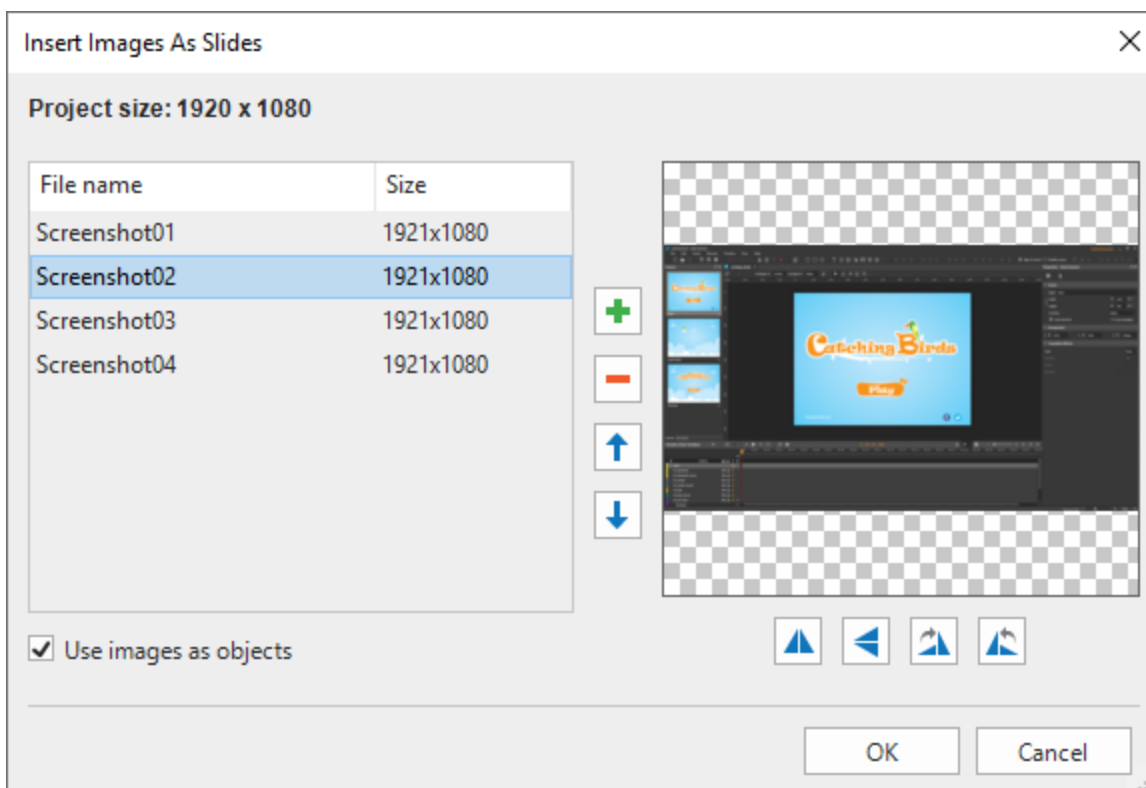 Insert Images As Slides
Project size: 1920 x 1080
File name Size
Screenshot01 1921x1080
Screenshot02 1921x1080
Screenshot03 1921x1080
Screenshot04 1921x1080
Catching Birds
Play
Use images as objects
OK Cancel